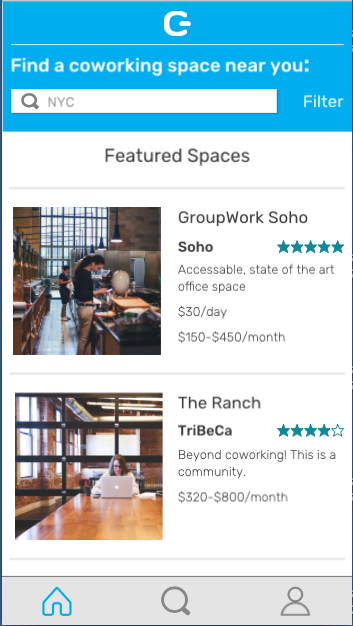 Find a coworking space near you:
NYC
Filter
Featured Spaces
GroupWork Soho
Soho
Accessable, state of the art
office space
$30/day
$150-$450/month
The Ranch
TriBeCa
Beyond coworking! This is a
community.
$320-$800/month